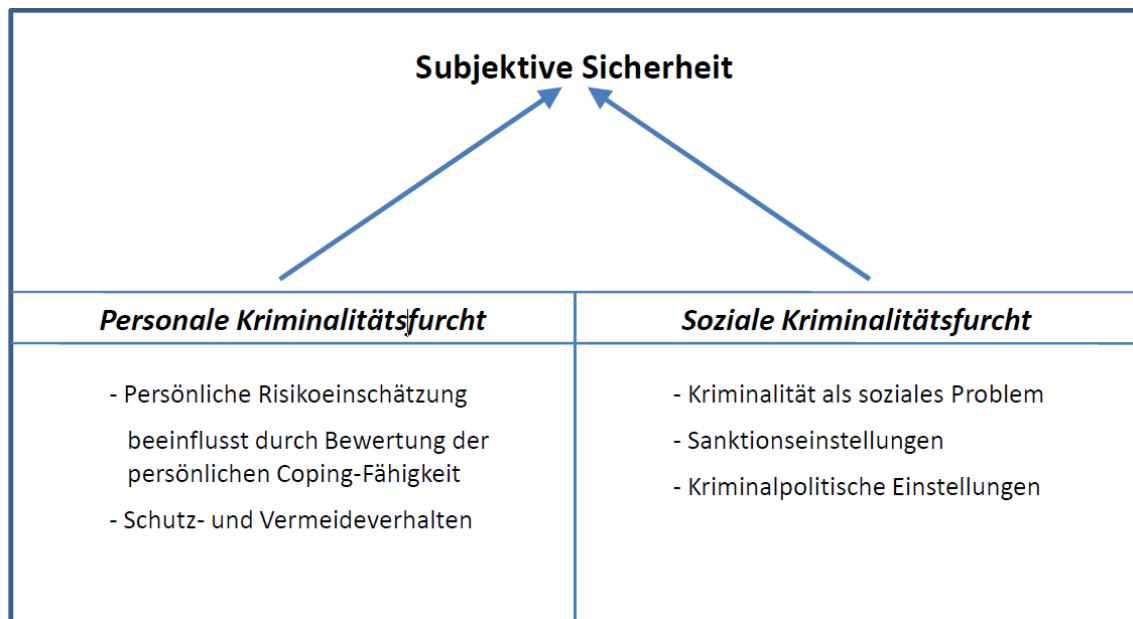 Subjektive Sicherheit
Personale Kriminalitätsfurcht
Soziale Kriminalitätsfurcht
- Persönliche Risikoeinschätzung
beeinflusst durch Bewertung der
persönlichen Coping-Fähigkeit
- Schutz- und Vermeideverhalten
- Kriminalität als soziales Problem
- Sanktionseinstellungen
- Kriminalpolitische Einstellungen